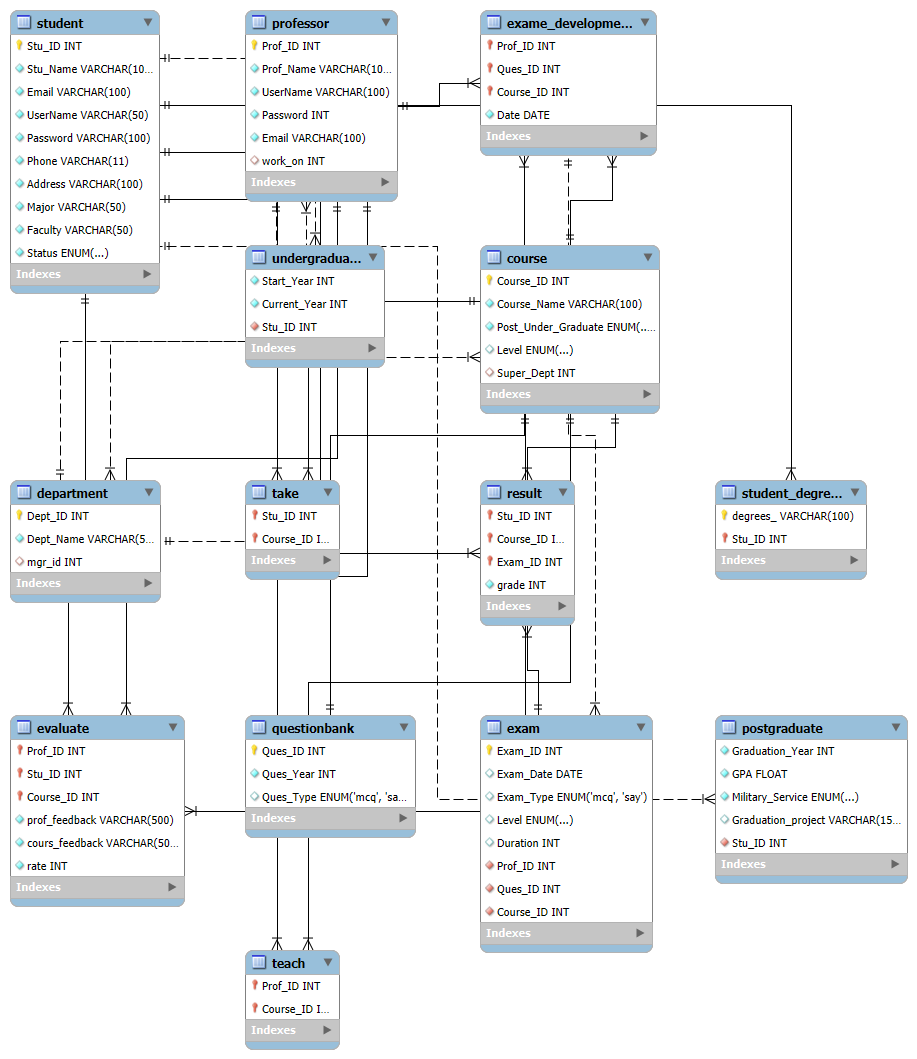 student
Stu_ID INT
Stu_Name VARCHAR(10...
Email VARCHAR(100)
UserName VARCHAR(50)
Password VARCHAR(100)
Phone VARCHAR(11)
Address VARCHAR(100)
Major VARCHAR(50)
Faculty VARCHAR(50)
Status ENUM(...)
Indexes
professor
Prof_ID INT
Prof_Name VARCHAR(10...
UserName VARCHAR(100)
Password INT
Email VARCHAR(100)
work_on INT
Indexes
exame_developme...
Prof_ID INT
Ques_ID INT
Course_ID INT
Date DATE
Indexes
undergradua...
Start_Year INT
Current_Year INT
Stu_ID INT
Indexes
course
Course_ID INT
Course_Name VARCHAR(100)
Post_Under_Graduate ENUM(...
Level ENUM(...)
Super_Dept INT
Indexes
department
Dept_ID INT
Dept_Name VARCHAR(5...
mgr_id INT
Indexes
take
Stu_ID INT
Course_ID I...
Indexes
result
Stu_ID INT
Course_ID I...
Exam_ID INT
grade INT
Indexes
student_degre...
degrees_ VARCHAR(100)
Stu_ID INT
Indexes
evaluate
Prof_ID INT
Stu_ID INT
Course_ID INT
prof_feedback VARCHAR(500)
cours_feedback VARCHAR(50...
rate INT
Indexes
questionbank
Ques_ID INT
Ques_Year INT
Ques_Type ENUM('mcq', 'sa...
Indexes
exam
Exam_ID INT
Exam_Date DATE
Exam_Type ENUM('mcq', 'say')
Level ENUM(...)
Duration INT
Prof_ID INT
Ques_ID INT
Course_ID INT
Indexes
postgraduate
Graduation_Year INT
GPA FLOAT
Military_Service ENUM(...)
Graduation_project VARCHAR(15...
Stu_ID INT
Indexes
teach
Prof_ID INT
Course_ID I...
Indexes